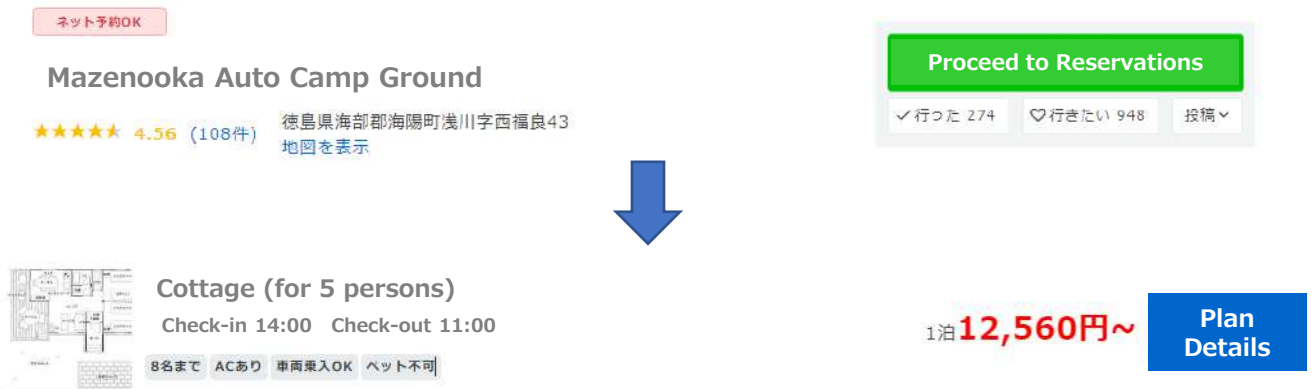 ネット予約OK
Mazenooka Auto Camp Ground
★★★★★ 4.56 (108件)
徳島県海部郡海陽町浅川字西福良43
地図を表示
Proceed to Reservations
✓行った 274 ♡行きたい 948 投稿
Cottage (for 5 persons)
Check-in 14:00 Check-out 11:00
8名まで ACあり 車両乗入OK ペット不可
1泊12,560円~
Plan
Details